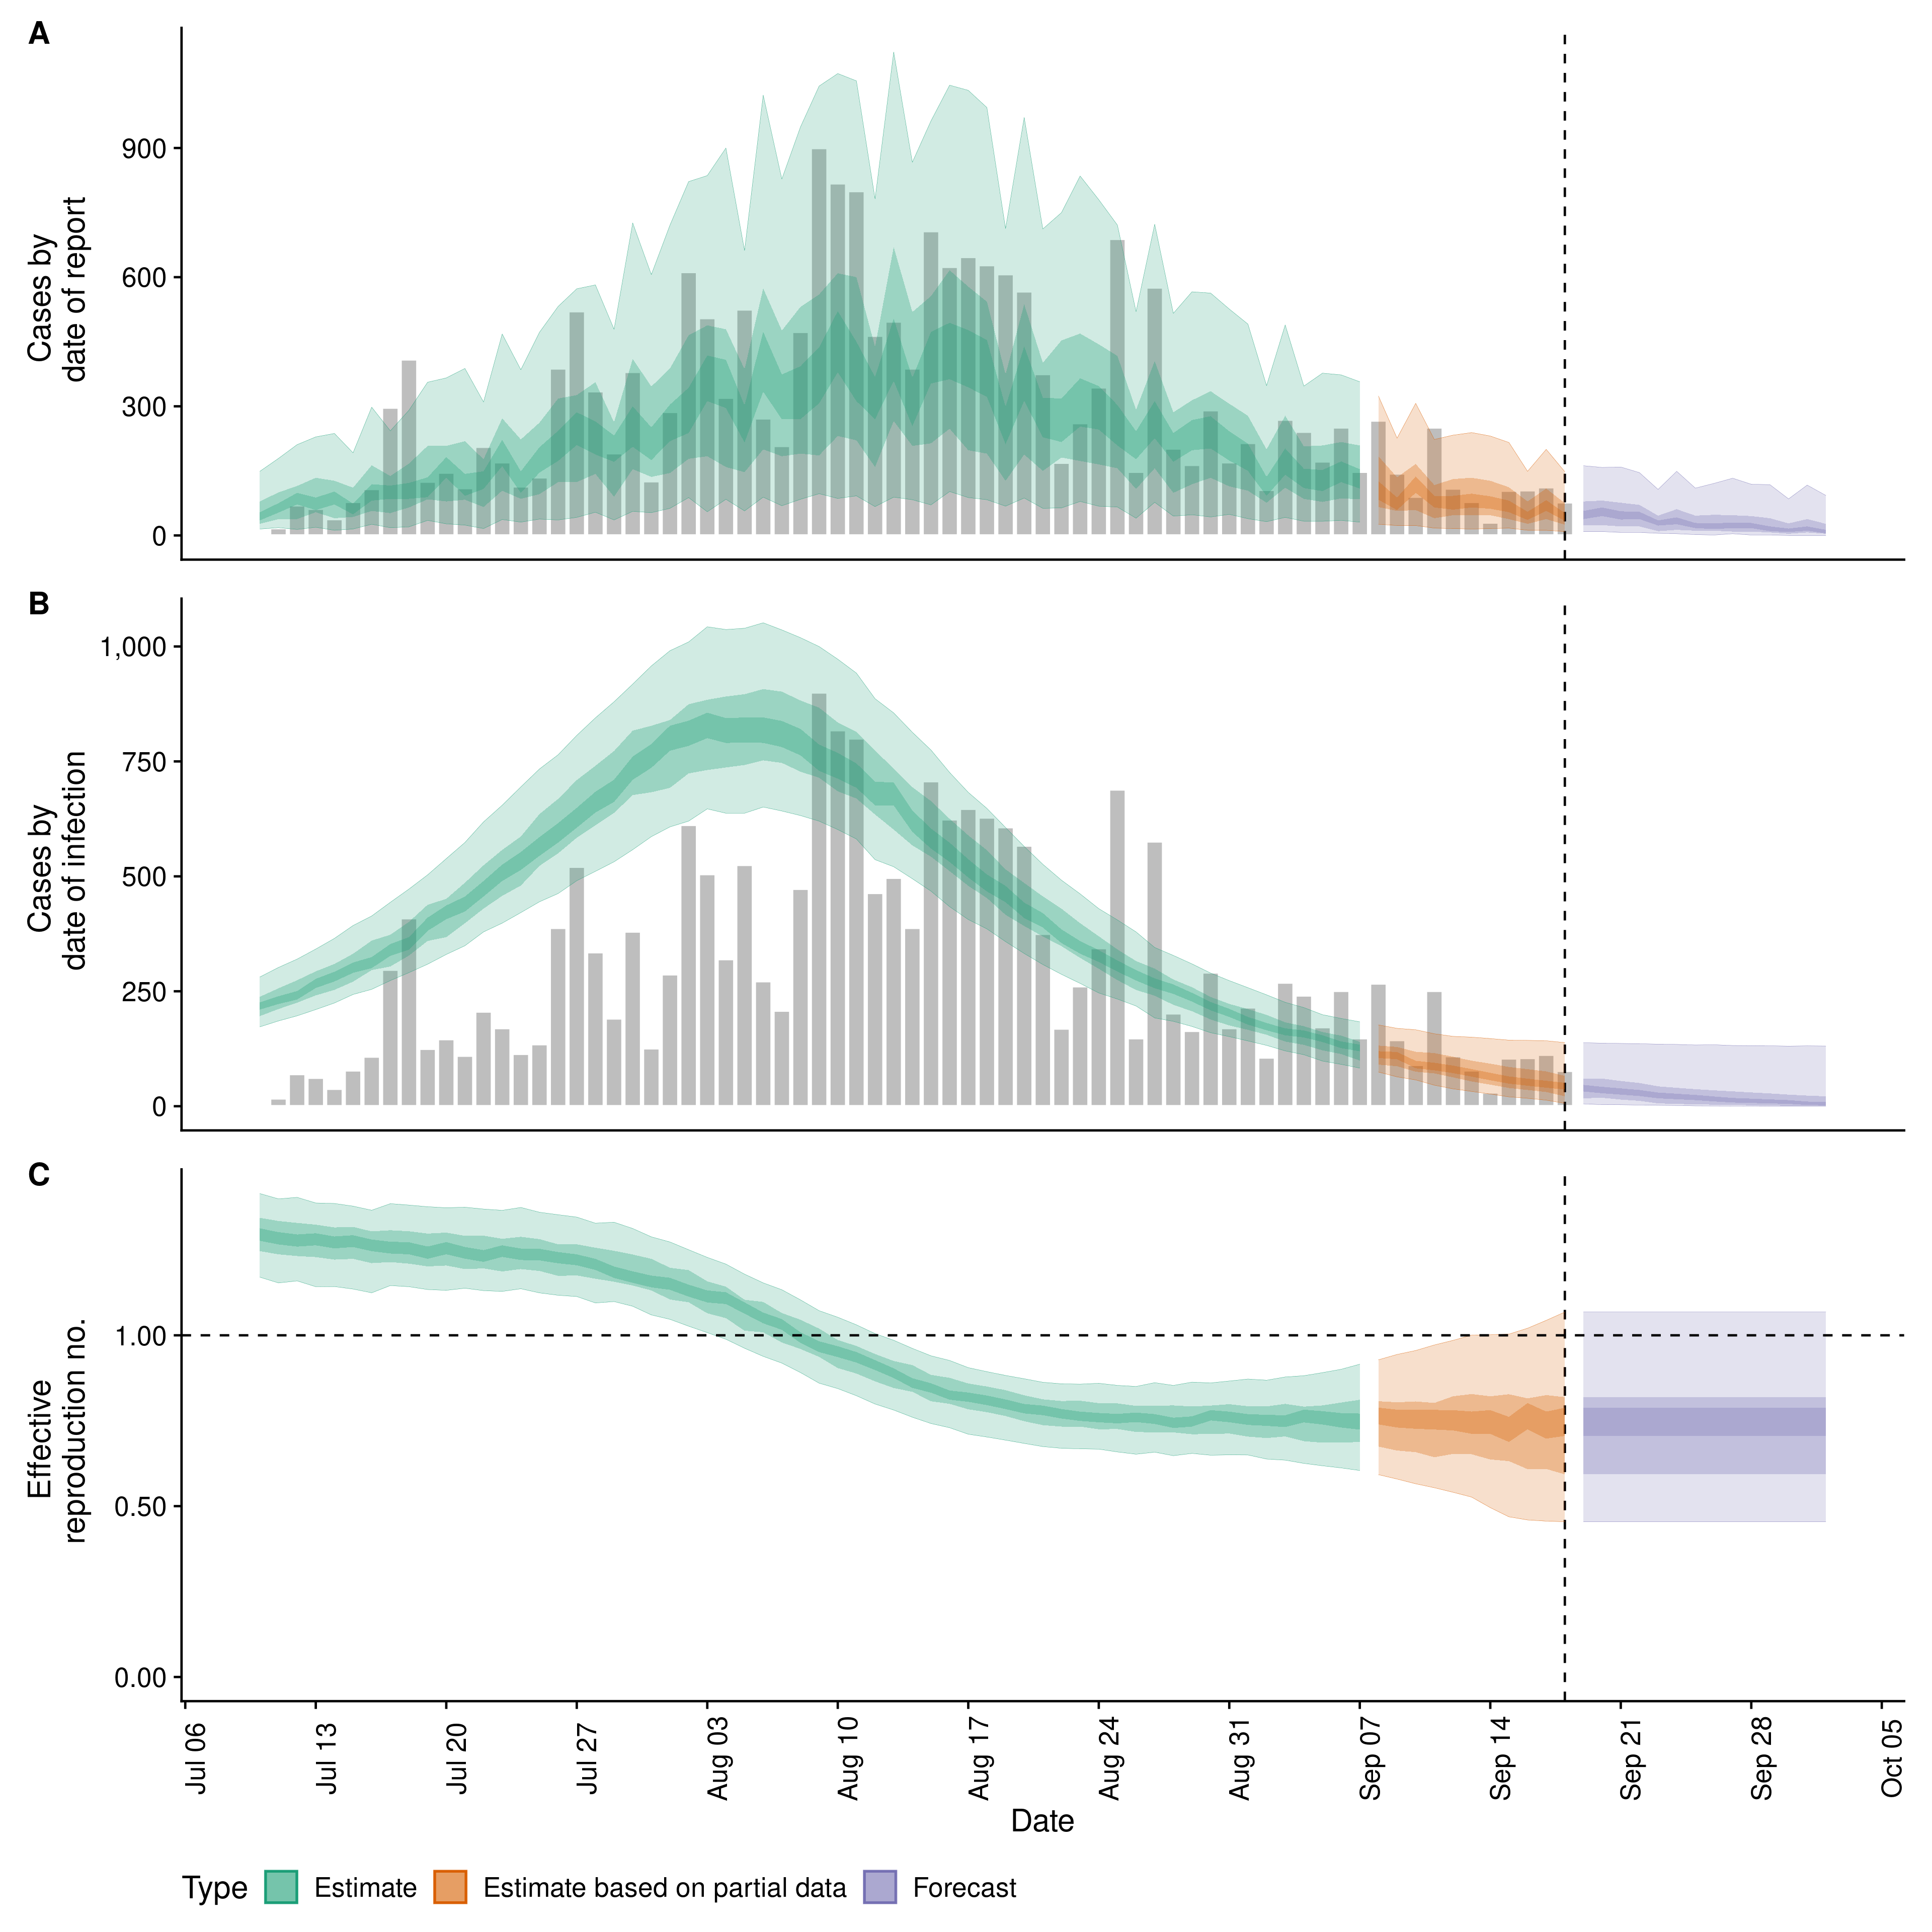 A
Cases by
date of report
900
600
300
0
B
Cases by
date of infection
1,000
750
500
250
0
C
Effective
reproduction no.
1.00
0.50
0.00
Jul 06
Jul 13
Jul 20
Jul 27
Aug 03
Aug 10
Aug 17
Aug 24
Aug 31
Sep 07
Sep 14
Sep 21
Sep 28
Oct 05
Date
Type Estimate Estimate based on partial data Forecast